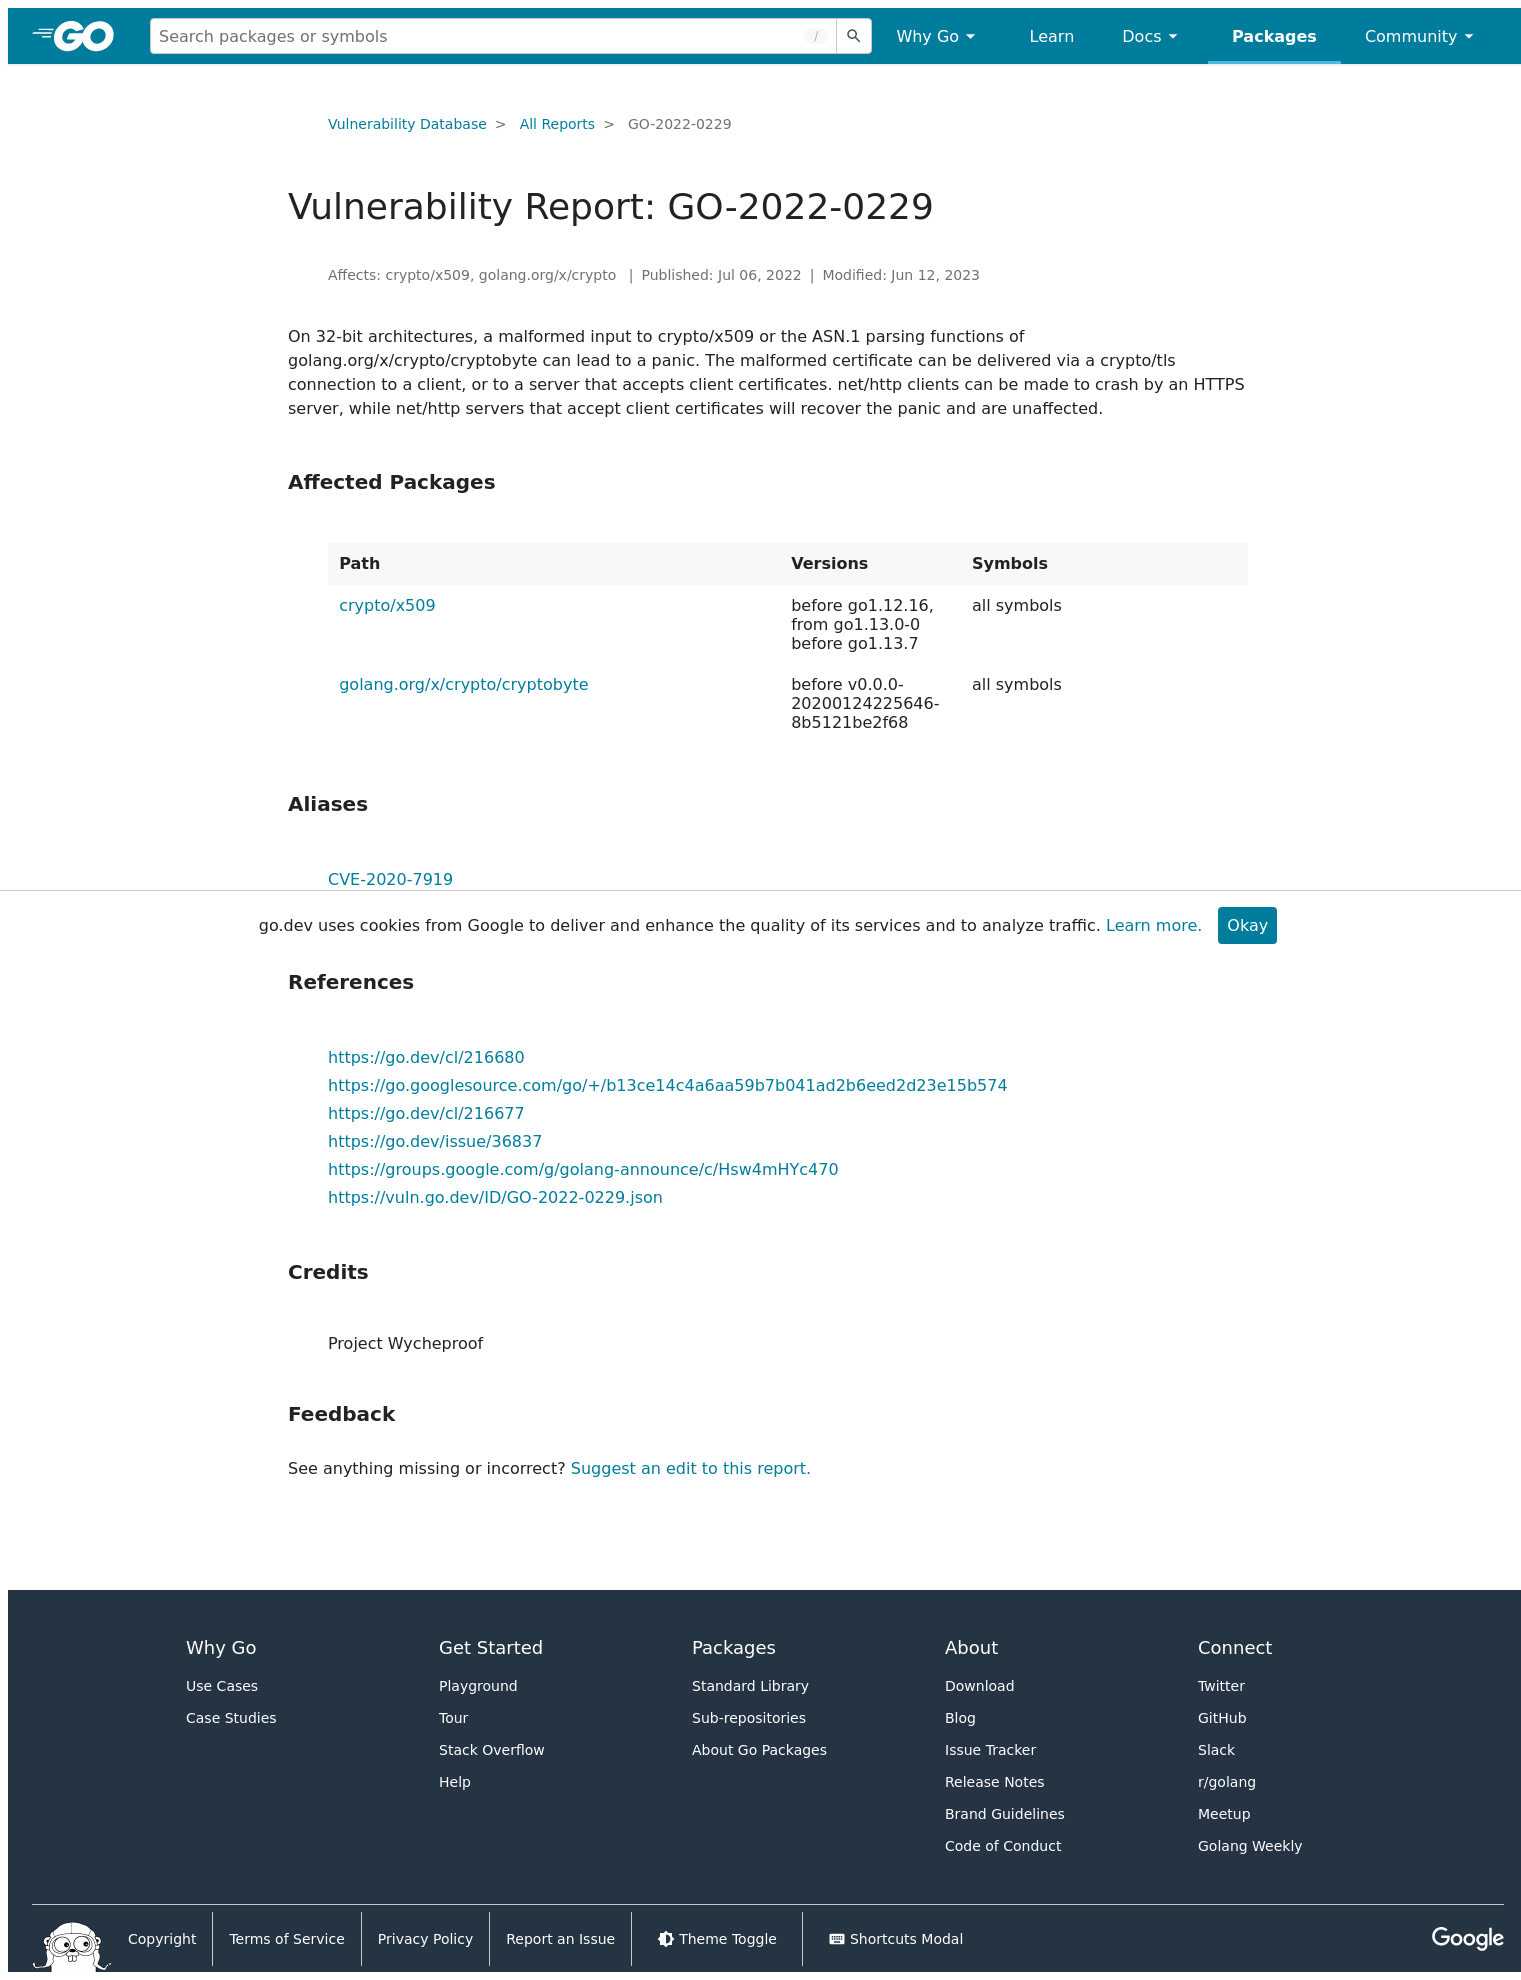 GO
Search packages or symbols /
Why Go
Learn
Docs
Packages
Community
Vulnerability Database > All Reports > GO-2022-0229
Vulnerability Report: GO-2022-0229
Affects: crypto/x509, golang.org/x/crypto | Published: Jul 06, 2022 | Modified: Jun 12, 2023
On 32-bit architectures, a malformed input to crypto/x509 or the ASN.1 parsing functions of
golang.org/x/crypto/cryptobyte can lead to a panic. The malformed certificate can be delivered via a crypto/tls
connection to a client, or to a server that accepts client certificates. net/http clients can be made to crash by an HTTPS
server, while net/http servers that accept client certificates will recover the panic and are unaffected.
Affected Packages
Path Versions Symbols
crypto/x509 before go1.12.16, all symbols
from go1.13.0-0
before go1.13.7
golang.org/x/crypto/cryptobyte before v0.0.0- all symbols
20200124225646-
8b5121be2f68
Aliases
CVE-2020-7919
go.dev uses cookies from Google to deliver and enhance the quality of its services and to analyze traffic. Learn more. Okay
References
https://go.dev/cl/216680
https://go.googlesource.com/go/+/b13ce14c4a6aa59b7b041ad2b6eed2d23e15b574
https://go.dev/cl/216677
https://go.dev/issue/36837
https://groups.google.com/g/golang-announce/c/Hsw4mHYc470
https://vuln.go.dev/ID/GO-2022-0229.json
Credits
Project Wycheproof
Feedback
See anything missing or incorrect? Suggest an edit to this report.
Why Go
Use Cases
Case Studies
Get Started
Playground
Tour
Stack Overflow
Help
Packages
Standard Library
Sub-repositories
About Go Packages
About
Download
Blog
Issue Tracker
Release Notes
Brand Guidelines
Code of Conduct
Connect
Twitter
GitHub
Slack
r/golang
Meetup
Golang Weekly
Copyright
Terms of Service
Privacy Policy
Report an Issue
Theme Toggle
Shortcuts Modal
Google